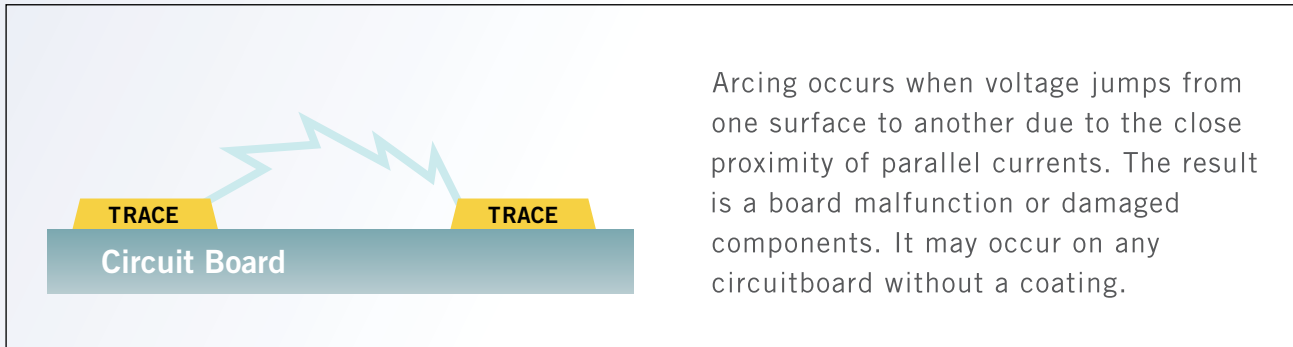 Arcing occurs when voltage jumps from
one surface to another due to the close
proximity of parallel currents. The result
is a board malfunction or damaged
components. It may occur on any
circuitboard without a coating.
TRACE
TRACE
Circuit Board